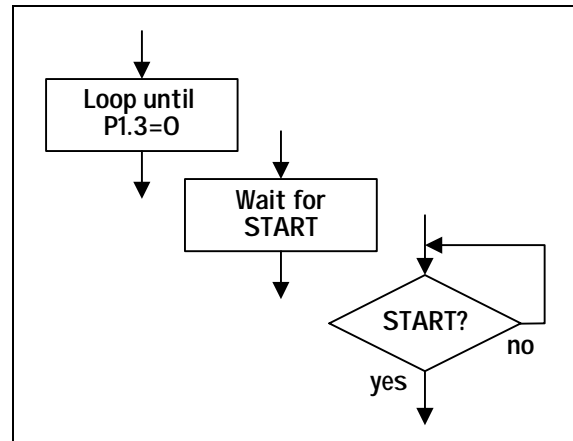 Loop until
P1.3=0
Wait for
START
START?
no
yes